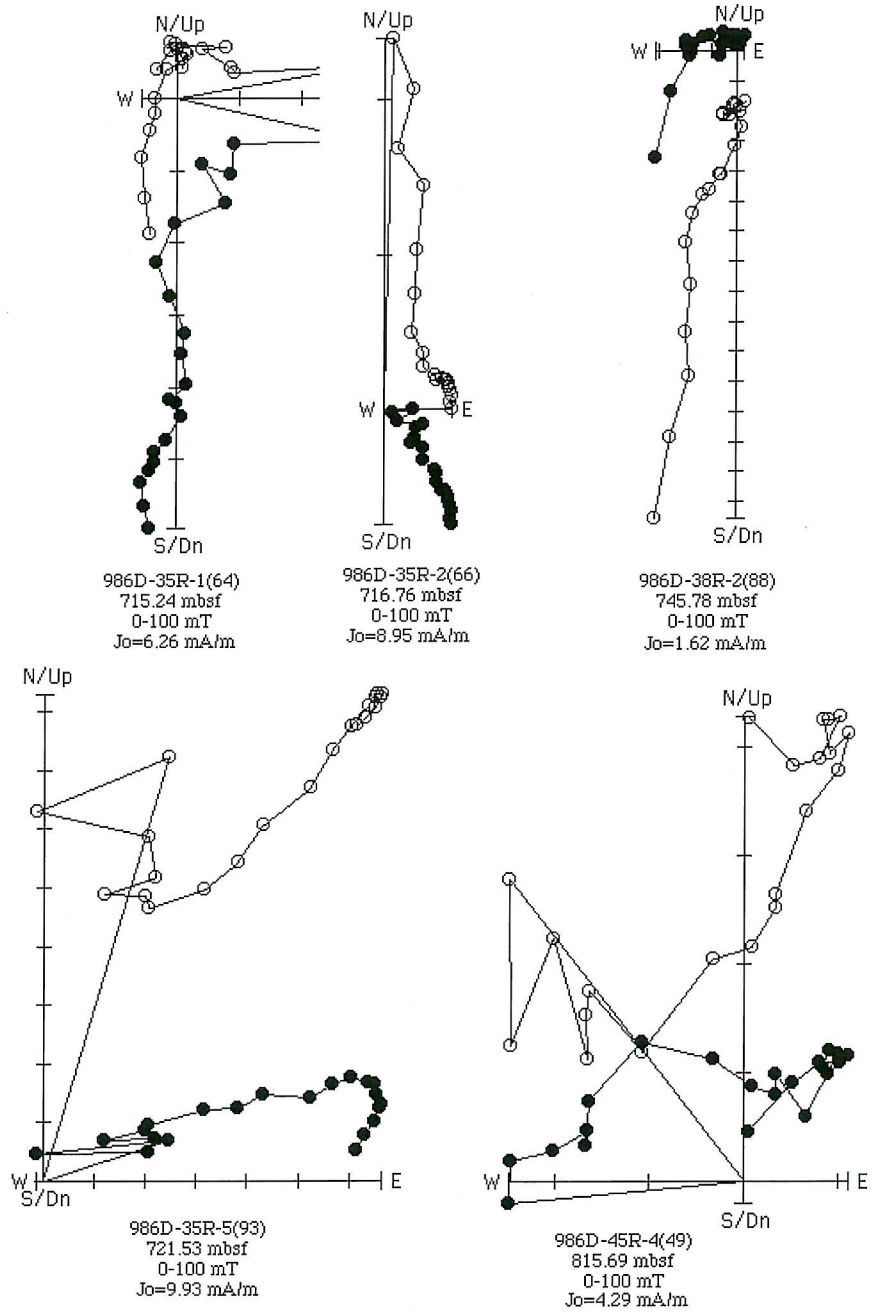 N/Up
W
S/Dn
986D-35R-1(64)
715.24 mbsf
0-100 mT
Jo=6.26 mA/m
N/Up
W E
S/Dn
986D-35R-2(66)
716.76 mbsf
0-100 mT
Jo=8.95 mA/m
N/Up
W E
S/Dn
986D-38R-2(88)
745.78 mbsf
0-100 mT
Jo=1.62 mA/m
N/Up
W E
S/Dn
986D-35R-5(93)
721.53 mbsf
0-100 mT
Jo=9.93 mA/m
N/Up
W E
S/Dn
986D-45R-4(49)
815.69 mbsf
0-100 mT
Jo=4.29 mA/m